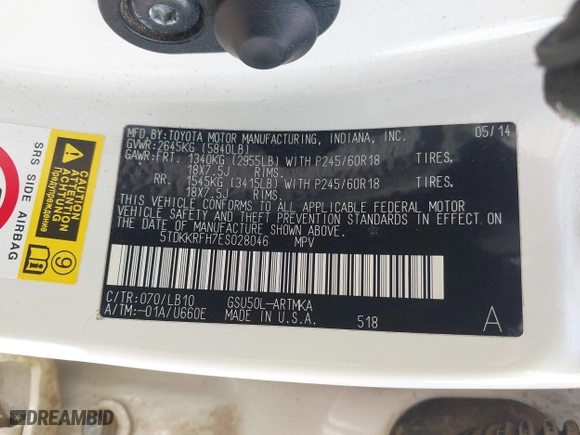 MFD.BY:TOYOTA MOTOR MANUFACTURING, INDIANA, INC. 05/14
GVWR:2645KG (5840LB)
GAWR:FRT. 1340KG (2955LB) WITH P245/60R18 TIRES,
18X7.5J RIMS,
RR. 1545KG (3415LB) WITH P245/60R18 TIRES,
18X7.5J RIMS.
THIS VEHICLE CONFORMS TO ALL APPLICABLE FEDERAL MOTOR
VEHICLE SAFETY AND THEFT PREVENTION STANDARDS IN EFFECT ON
THE DATE OF MANUFACTURE SHOWN ABOVE.
5TDKKRFH7ES028046 MPV
C/TR:070/LB10 GSU50L-ARTMKA
A/TM:-01A/U660E MADE IN U.S.A. 518 A
SRS SIDE AIRBAG
CAUTION
ATTENTION
ACHTUNG
Предупреждение
9
DREAMBID